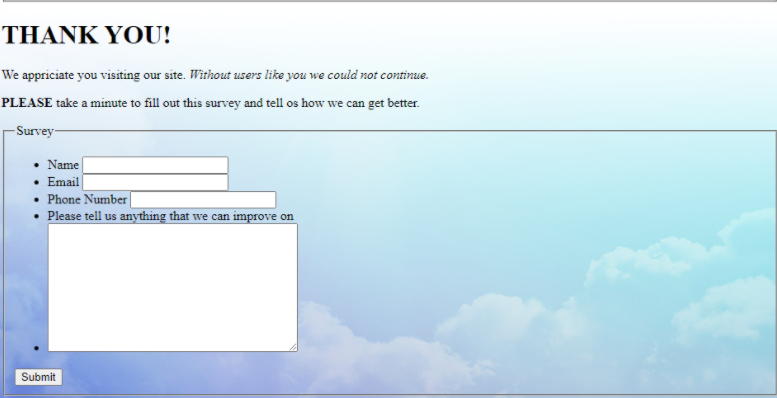 THANK YOU!
We appriciate you visiting our site. Without users like you we could not continue.
PLEASE take a minute to fill out this survey and tell os how we can get better.
Survey
Name
Email
Phone Number
Please tell us anything that we can improve on
Submit